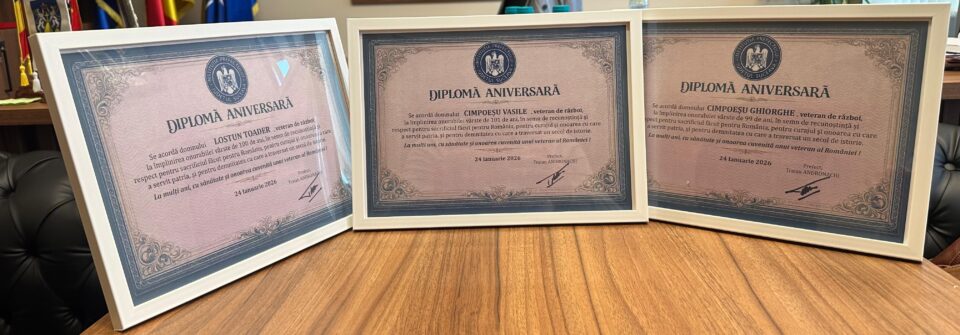 DIPLOMĂ ANIVERSARĂ
Se acordă domnului LOSTUN TOADER, veteran de război,
la împlinirea onorabilei vârste de 100 de ani, în semn de recunoștință și
respect pentru sacrificiul făcut pentru România, pentru curajul și onoarea cu care
a servit patria, și pentru demnitatea cu care a traversat un secol de istorie.
La mulți ani, cu sănătate și onoarea cuvenită unui veteran al României !
24 Ianuarie 2026
Prefect
Traian ANDRONACHI
DIPLOMĂ ANIVERSARĂ
Se acordă domnului CIMPOEȘU VASILE , veteran de război,
la împlinirea onorabilei vârste de 101 de ani, în semn de recunoștință și
respect pentru sacrificiul făcut pentru România, pentru curajul și onoarea cu care
a servit patria, și pentru demnitatea cu care a traversat un secol de istorie.
La mulți ani, cu sănătate și onoarea cuvenită unui veteran al României !
24 Ianuarie 2026
Prefect
Traian ANDRONACHI
DIPLOMĂ ANIVERSARĂ
Se acordă domnului CIMPOEȘU GHIORGHE , veteran de război,
la împlinirea onorabilei vârste de 99 de ani, în semn de recunoștință și
respect pentru sacrificiul făcut pentru România, pentru curajul și onoarea cu care
a servit patria, și pentru demnitatea cu care a traversat un secol de istorie.
La mulți ani, cu sănătate și onoarea cuvenită unui veteran al României !
24 Ianuarie 2026
Prefect
Traian ANDRONACHI